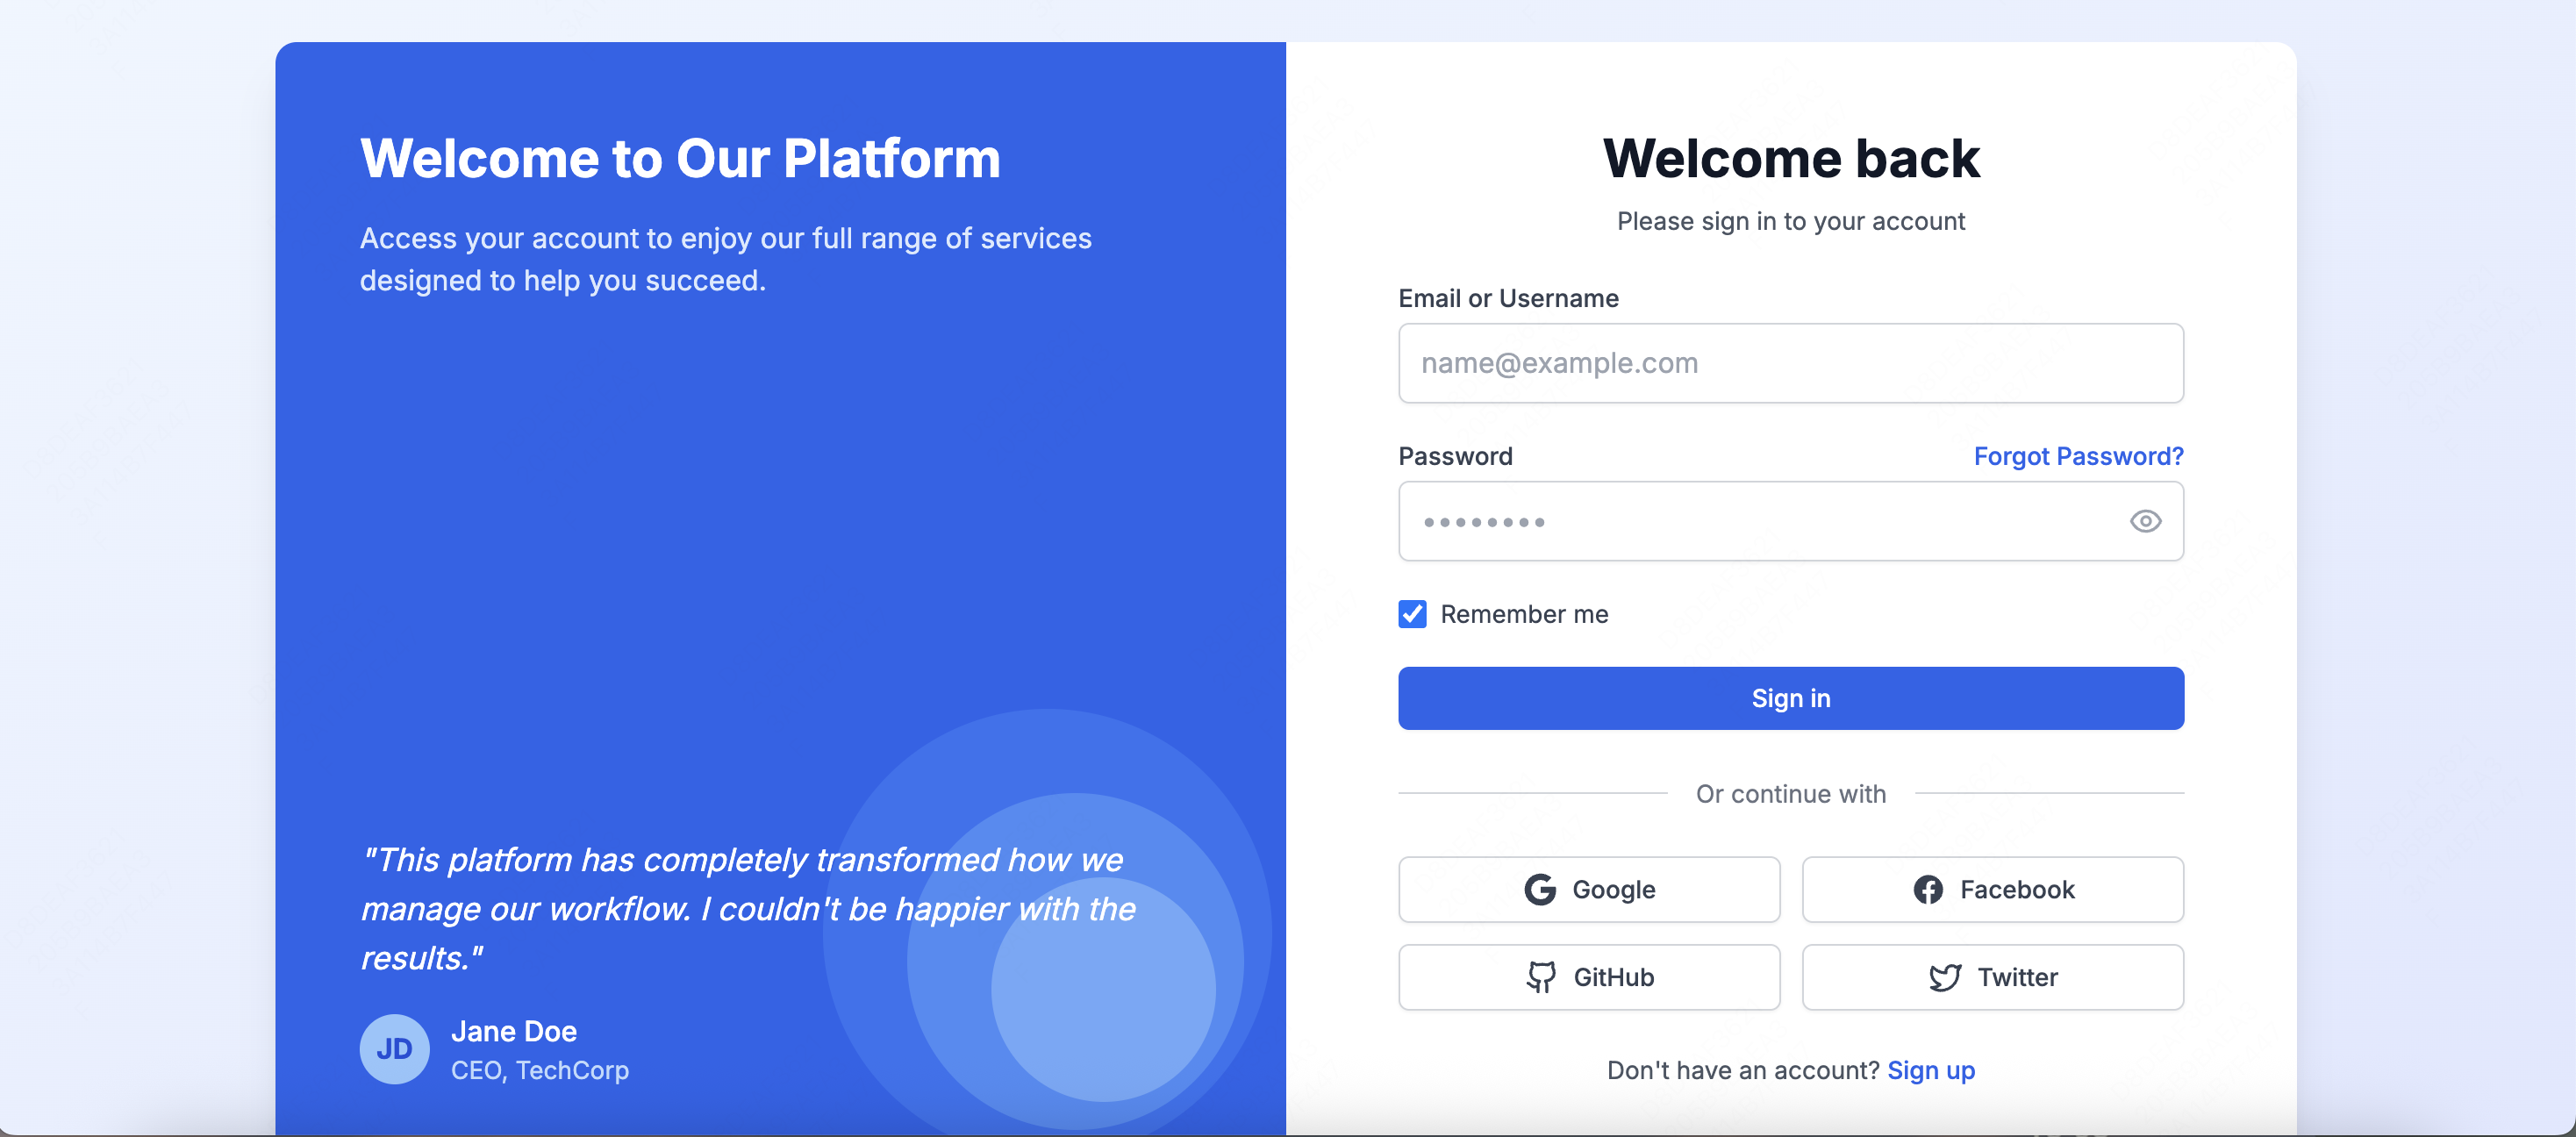 Welcome to Our Platform
Access your account to enjoy our full range of services
designed to help you succeed.
"This platform has completely transformed how we
manage our workflow. I couldn't be happier with the
results."
JD
Jane Doe
CEO, TechCorp
Welcome back
Please sign in to your account
Email or Username
name@example.com
Password
Forgot Password?
Remember me
Sign in
Or continue with
Google
Facebook
GitHub
Twitter
Don't have an account? Sign up